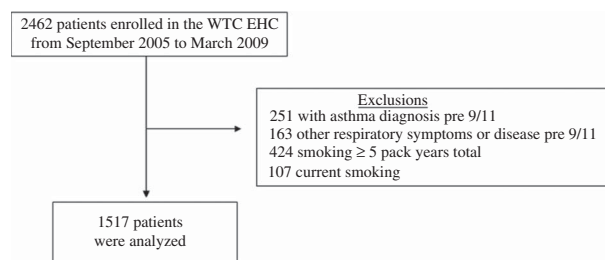 2462 patients enrolled in the WTC EHC
from September 2005 to March 2009
Exclusions
251 with asthma diagnosis pre 9/11
163 other respiratory symptoms or disease pre 9/11
424 smoking ≥ 5 pack years total
107 current smoking
1517 patients
were analyzed